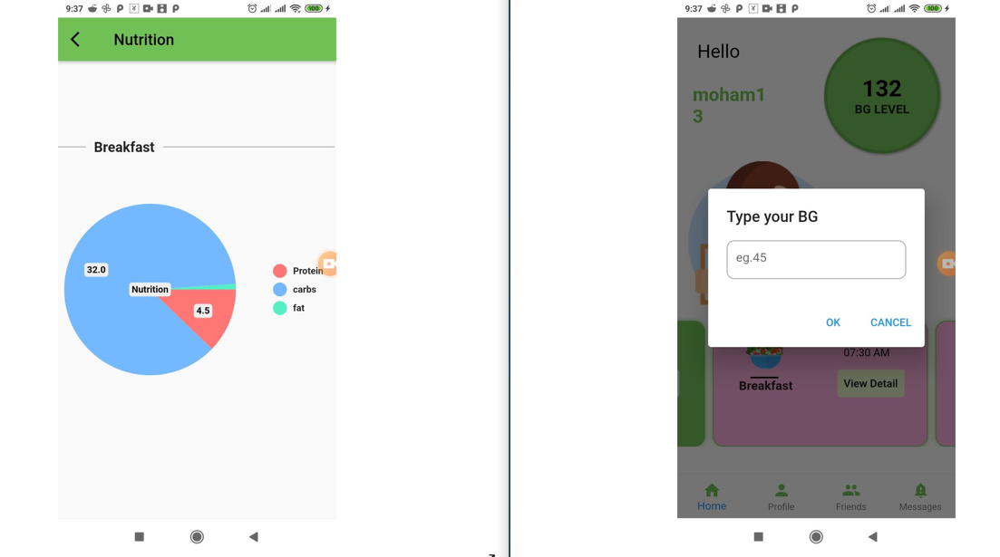 9:37
100
Nutrition
Breakfast
32.0
Nutrition
4.5
Protein
carbs
fat
9:37
100
Hello
moham1
3
132
BG LEVEL
Type your BG
eg.45
OK
CANCEL
07:30 AM
Breakfast
View Detail
Home
Profile
Friends
Messages